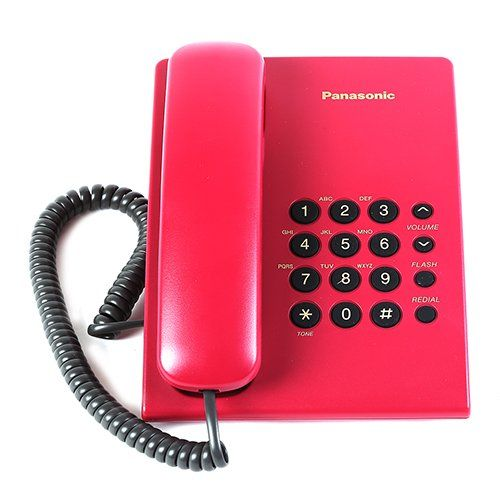 Panasonic
ABC DEF
1 2 3
VOLUME
GHI JKL MNO
4 5 6
PQRS TUV WXYZ FLASH
7 8 9
REDIAL
* 0 #
TONE